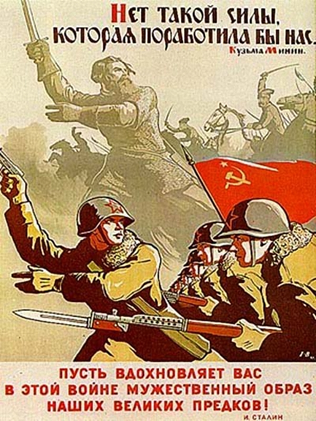 Нет такой силы,
которая поработила бы нас.
Кузьма Минин.
ПУСТЬ ВДОХНОВЛЯЕТ ВАС
В ЭТОЙ ВОЙНЕ МУЖЕСТВЕННЫЙ ОБРАЗ
НАШИХ ВЕЛИКИХ ПРЕДКОВ!
И. СТАЛИН